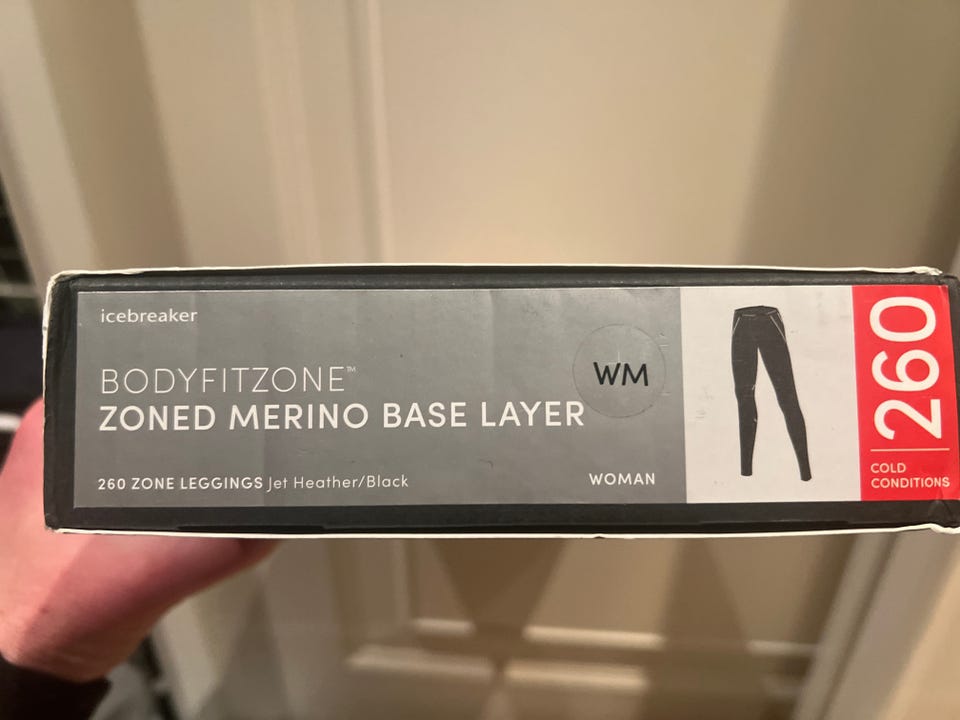 icebreaker
BODYFITZONE™
ZONED MERINO BASE LAYER
WM
260 ZONE LEGGINGS Jet Heather/Black
WOMAN
260
COLD
CONDITIONS